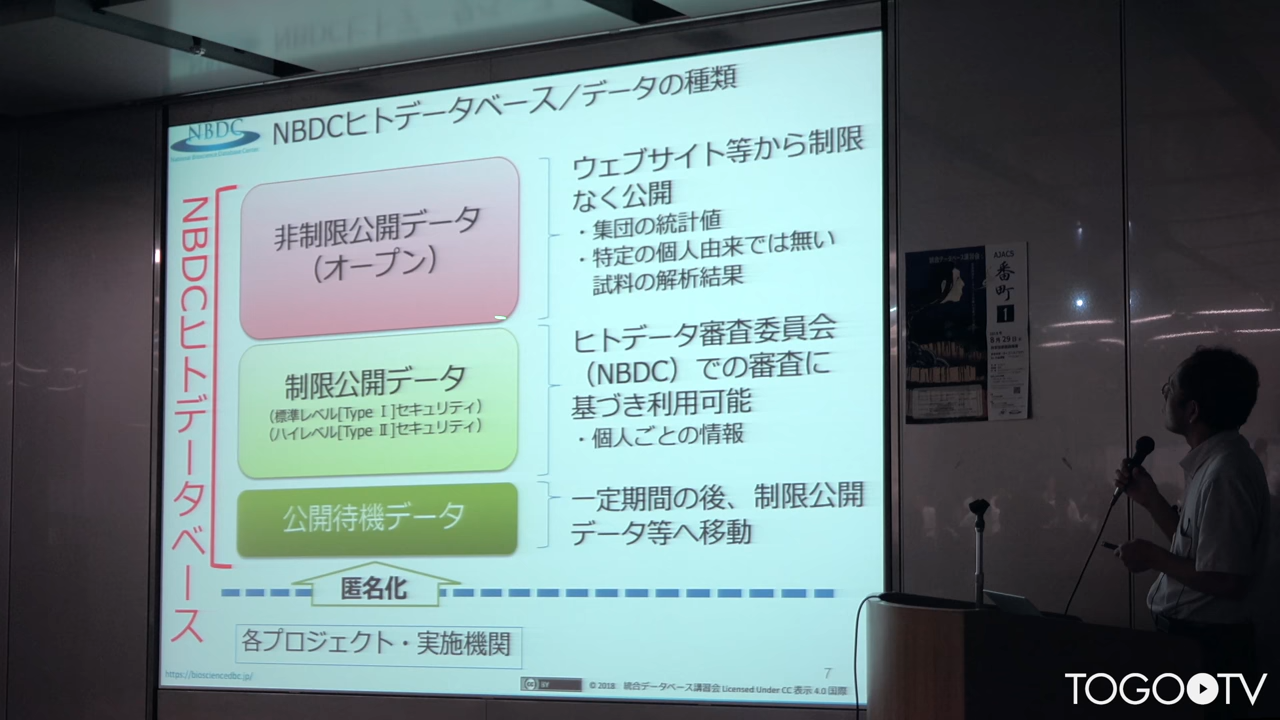 NBDC
NBDCヒトデータベース／データの種類
NBDCヒトデータベース
非制限公開データ
（オープン）
ウェブサイト等から制限
なく公開
・集団の統計値
・特定の個人由来では無い
試料の解析結果
制限公開データ
（標準レベル[Type Ⅰ]セキュリティ）
（ハイレベル[Type Ⅱ]セキュリティ）
ヒトデータ審査委員会
（NBDC）での審査に
基づき利用可能
・個人ごとの情報
公開待機データ
一定期間の後、制限公開
データ等へ移動
匿名化
各プロジェクト・実施機関
https://biosciencedbc.jp/
7
cc BY
© 2018 統合データベース講習会 Licensed Under CC 表示 4.0 国際
AJACS
番町
1
TOGOTV